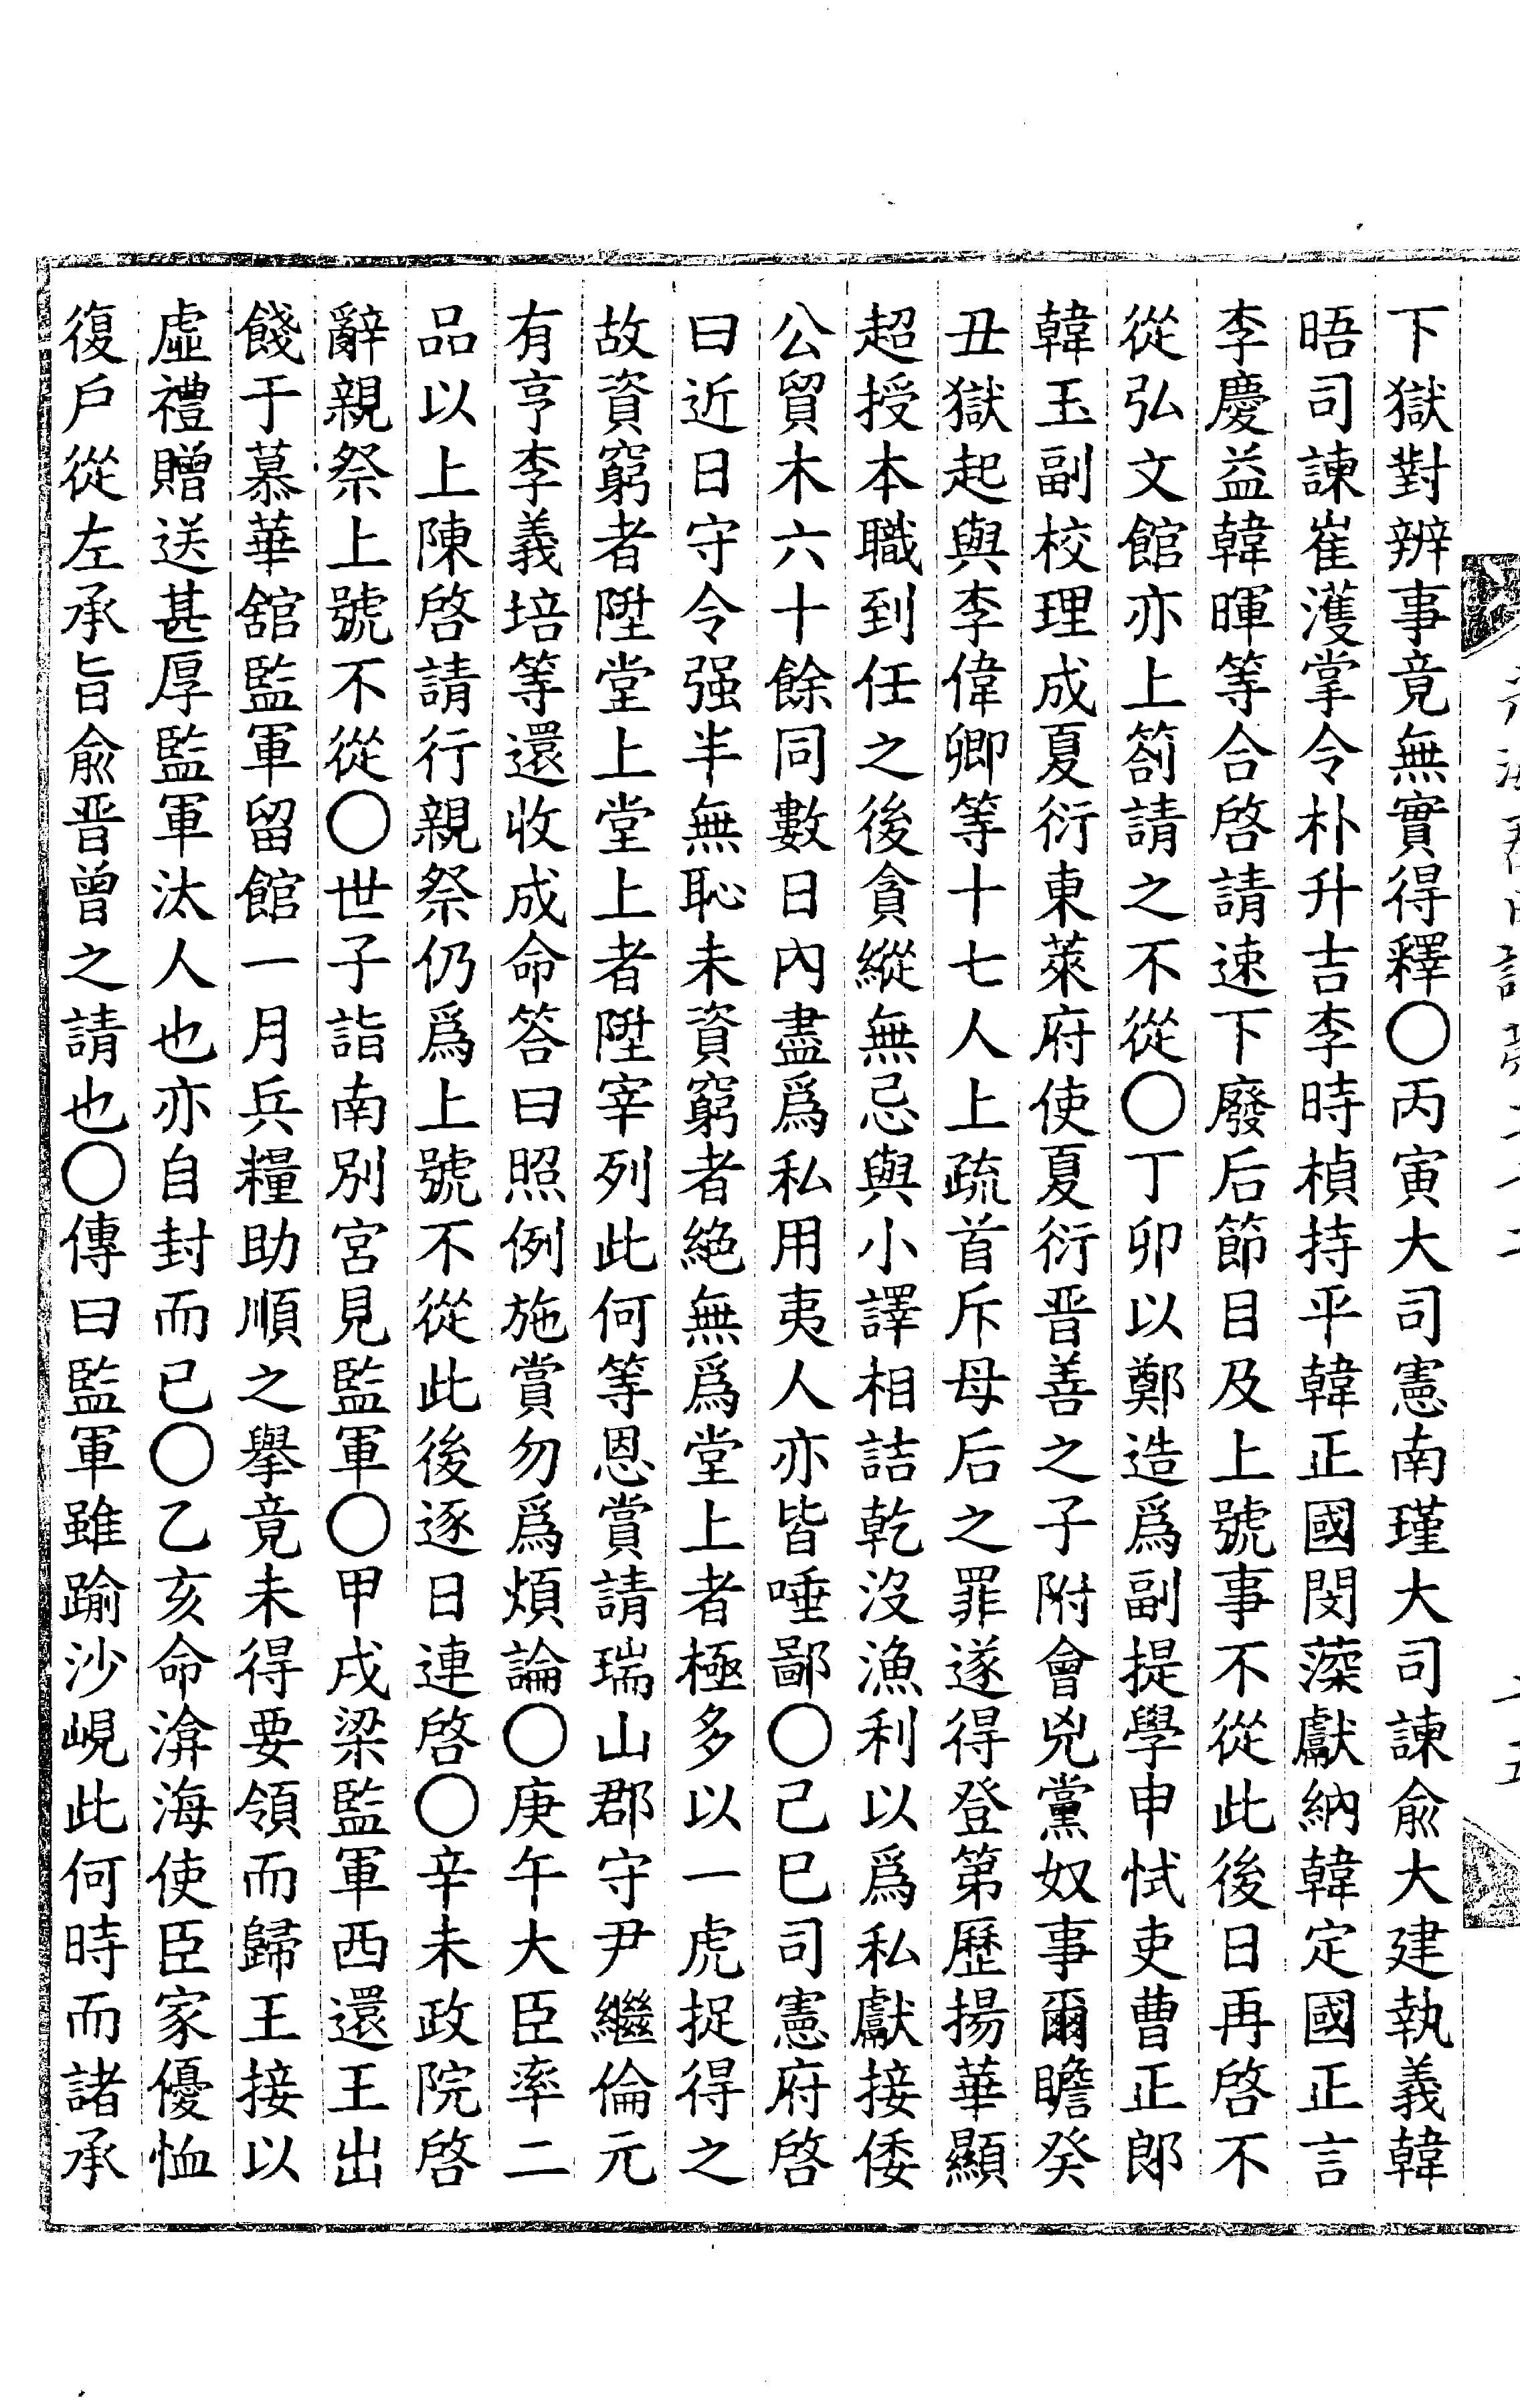 下獄對辨事竟無實得釋○丙寅大司憲南瑾大司諫兪大建執義韓
晤司諫崔濩掌令朴升吉李時楨持平韓正國閔𦸂獻納韓定國正言
李慶益韓暉等合啓請速下廢后節目及上號事不從此後日再啓不
從弘文館亦上箚請之不從○丁卯以鄭造爲副提學申恜吏曹正郞
韓玉副校理成夏衍東萊府使夏衍晋善之子附會兇黨奴事爾瞻癸
丑獄起與李偉卿等十七人上疏首斥母后之罪遂得登第歷揚華顯
超授本職到任之後貪縱無忌與小譯相詰乾沒漁利以爲私獻接倭
公貿木六十餘同數日內盡爲私用夷人亦皆唾鄙○己巳司憲府啓
曰近日守令强半無恥未資窮者絕無爲堂上者極多以一虎捉得之
故資窮者陞堂上堂上者陞宰列此何等恩賞請瑞山郡守尹繼倫元
有亨李義培等還收成命答曰照例施賞勿爲煩論○庚午大臣率二
品以上陳啓請行親祭仍爲上號不從此後逐日連啓○辛未政院啓
辭親祭上號不從○世子詣南別宮見監軍○甲戌梁監軍西還王出
餞于慕華舘監軍留館一月兵糧助順之擧竟未得要領而歸王接以
虛禮贈送甚厚監軍汰人也亦自封而已○乙亥命渰海使臣家優恤
復戶從左承旨兪晋曾之請也○傳曰監軍雖踰沙峴此何時而諸承